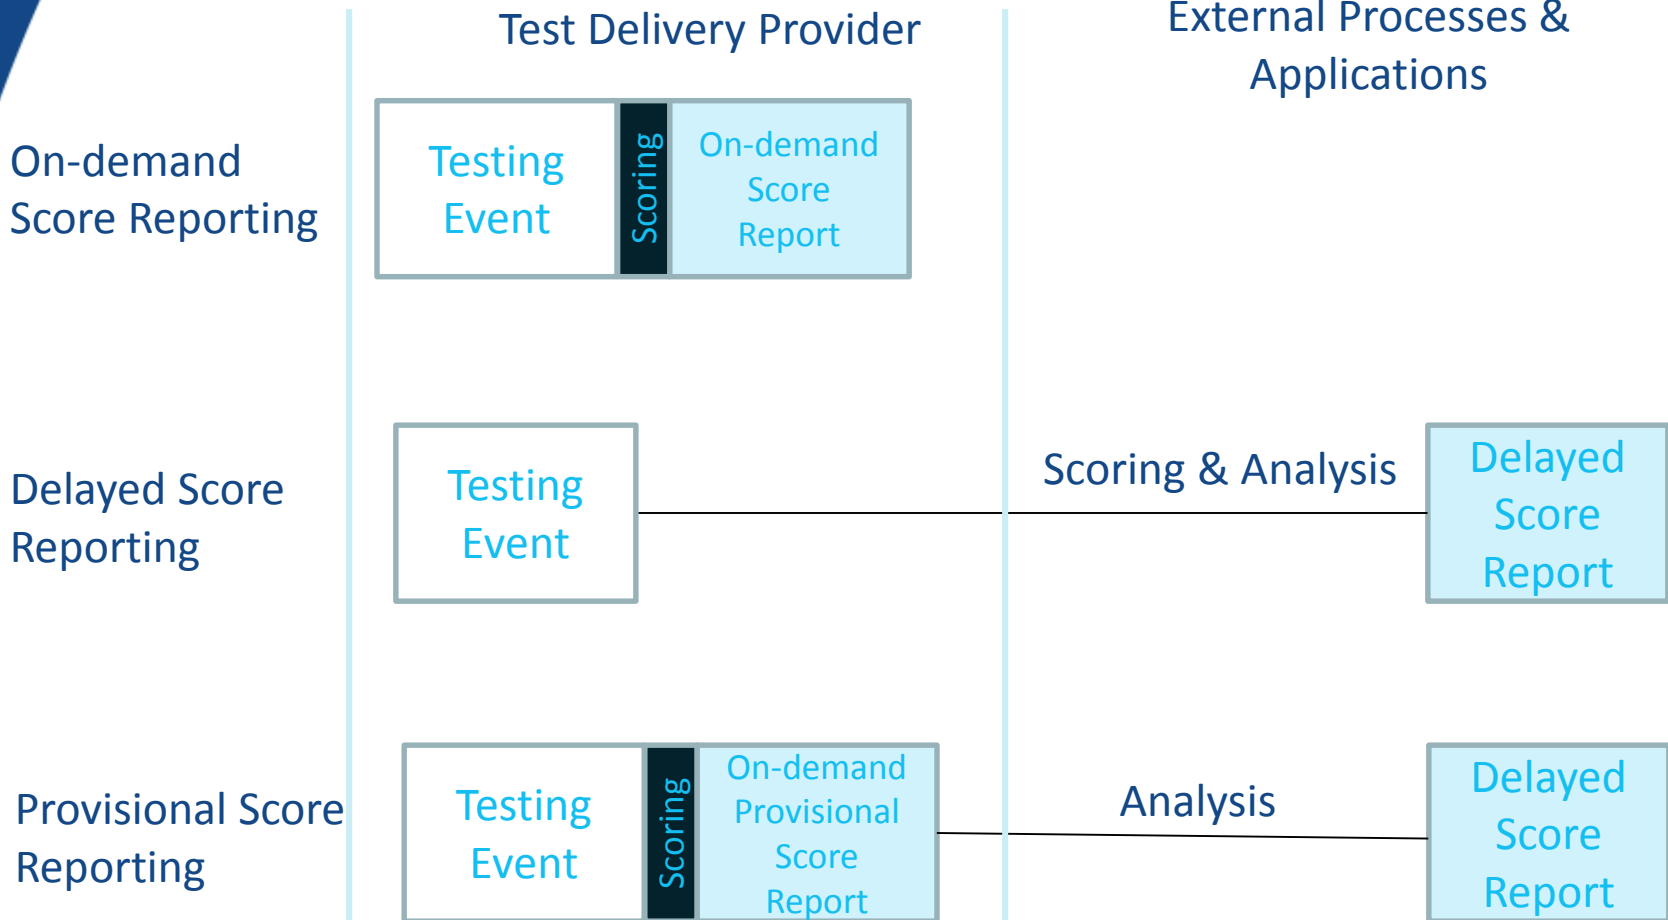 Test Delivery Provider
External Processes &
Applications
On-demand
Score Reporting
Testing
Event
Scoring
On-demand
Score
Report
Delayed Score
Reporting
Testing
Event
Scoring & Analysis
Delayed
Score
Report
Provisional Score
Reporting
Testing
Event
Scoring
On-demand
Provisional
Score
Report
Analysis
Delayed
Score
Report